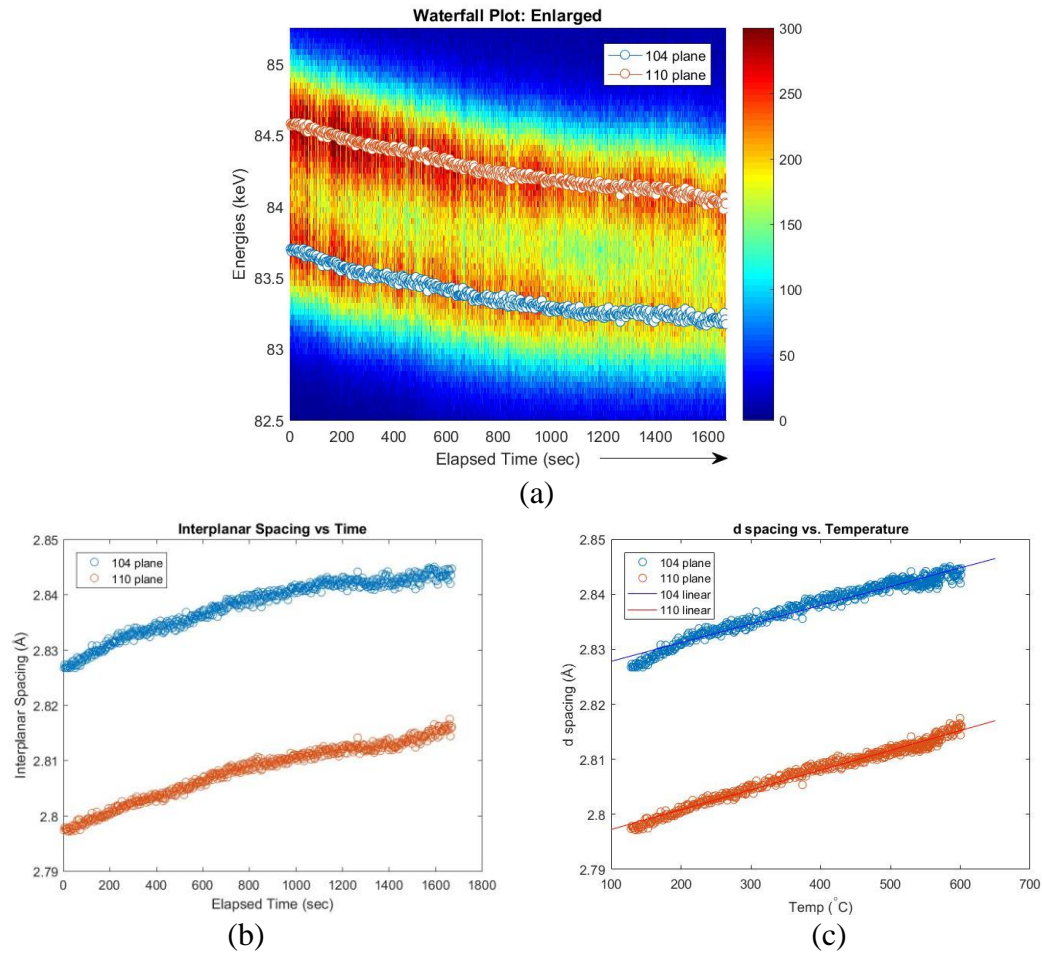 Waterfall Plot: Enlarged
104 plane
110 plane
Energies (keV)
85
84.5
84
83.5
83
82.5
0 200 400 600 800 1000 1200 1400 1600
Elapsed Time (sec)
300
250
200
150
100
50
0
(a)
Interplanar Spacing vs Time
104 plane
110 plane
Interplanar Spacing (Å)
2.85
2.84
2.83
2.82
2.81
2.8
2.79
0 200 400 600 800 1000 1200 1400 1600 1800
Elapsed Time (sec)
(b)
d spacing vs. Temperature
104 plane
110 plane
104 linear
110 linear
d spacing (Å)
2.85
2.84
2.83
2.82
2.81
2.8
2.79
100 200 300 400 500 600 700
Temp (°C)
(c)